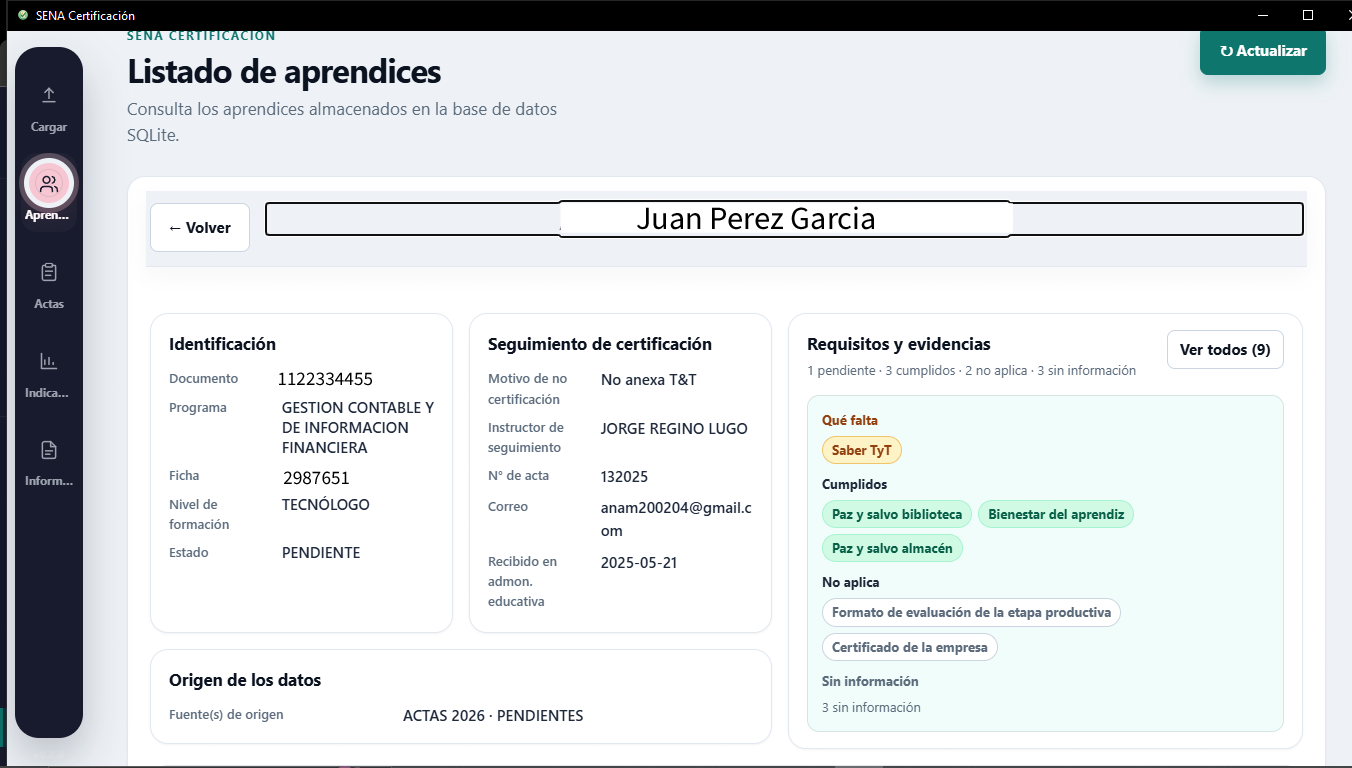 SENA Certificación
SENA CERTIFICACIÓN
Listado de aprendices
Consulta los aprendices almacenados en la base de datos
SQLite.
↻ Actualizar
Cargar
Apren...
Actas
Indica...
Inform...
← Volver
Juan Perez Garcia
Identificación
Documento 1122334455
Programa GESTION CONTABLE Y
DE INFORMACION
FINANCIERA
Ficha 2987651
Nivel de TECNÓLOGO
formación
Estado PENDIENTE
Seguimiento de certificación
Motivo de no No anexa T&T
certificación
Instructor de JORGE REGINO LUGO
seguimiento
N° de acta 132025
Correo anam200204@gmail.c
om
Recibido en 2025-05-21
admon.
educativa
Requisitos y evidencias
Ver todos (9)
1 pendiente · 3 cumplidos · 2 no aplica · 3 sin información
Qué falta
Saber TyT
Cumplidos
Paz y salvo biblioteca Bienestar del aprendiz
Paz y salvo almacén
No aplica
Formato de evaluación de la etapa productiva
Certificado de la empresa
Sin información
3 sin información
Origen de los datos
Fuente(s) de origen ACTAS 2026 · PENDIENTES